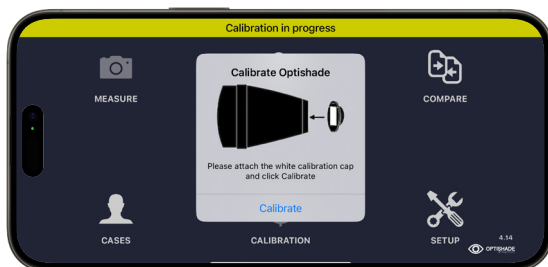 Calibration in progress
Calibrate Optishade
MEASURE
COMPARE
Please attach the white calibration cap
and click Calibrate
Calibrate
CASES
CALIBRATION
SETUP
4.14
OPTISHADE